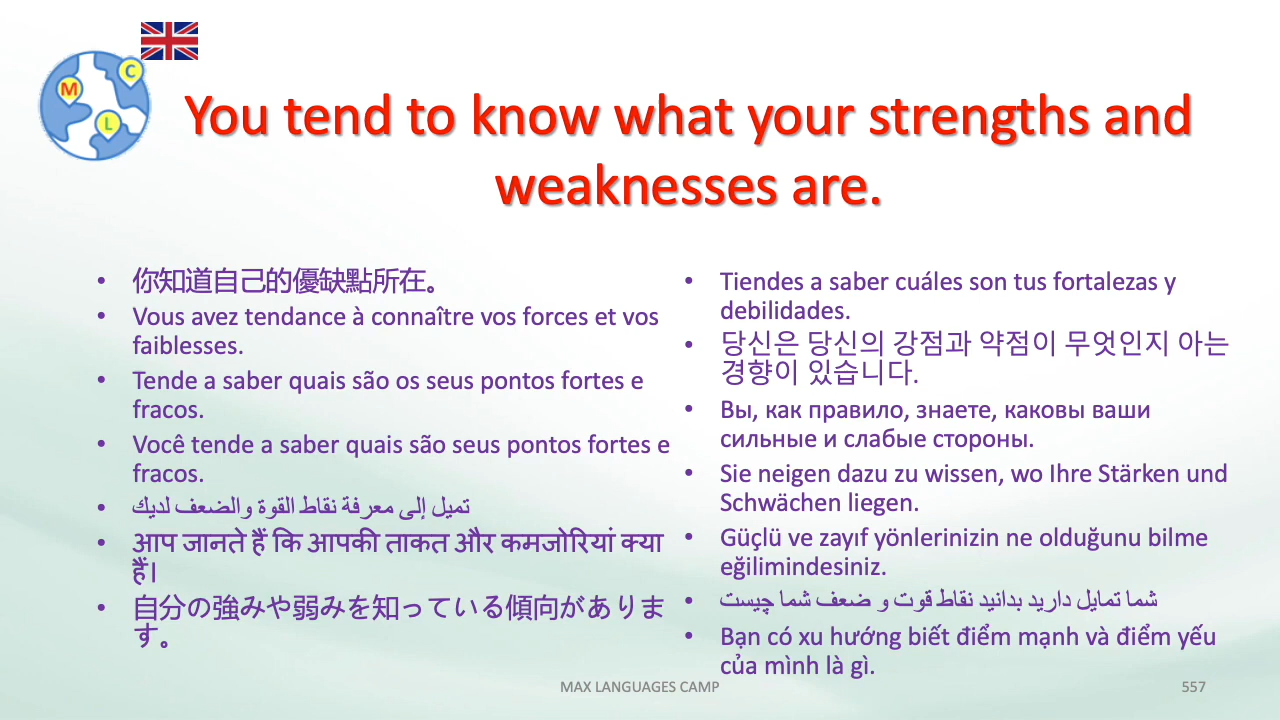 M C L
You tend to know what your strengths and
weaknesses are.
• 你知道自己的優缺點所在。
• Vous avez tendance à connaître vos forces et vos
faiblesses.
• Tende a saber quais são os seus pontos fortes e
fracos.
• Você tende a saber quais são seus pontos fortes e
fracos.
• تميل إلى معرفة نقاط القوة والضعف لديك
• आप जानते हैं कि आपकी ताकत और कमजोरियां क्या
हैं।
• 自分の強みや弱みを知っている傾向がありま
す。
• Tiendes a saber cuáles son tus fortalezas y
debilidades.
• 당신은 당신의 강점과 약점이 무엇인지 아는
경향이 있습니다.
• Вы, как правило, знаете, каковы ваши
сильные и слабые стороны.
• Sie neigen dazu zu wissen, wo Ihre Stärken und
Schwächen liegen.
• Güçlü ve zayıf yönlerinizin ne olduğunu bilme
eğilimindesiniz.
• شما تمایل دارید بدانید نقاط قوت و ضعف شما چیست
• Bạn có xu hướng biết điểm mạnh và điểm yếu
của mình là gì.
MAX LANGUAGES CAMP
557